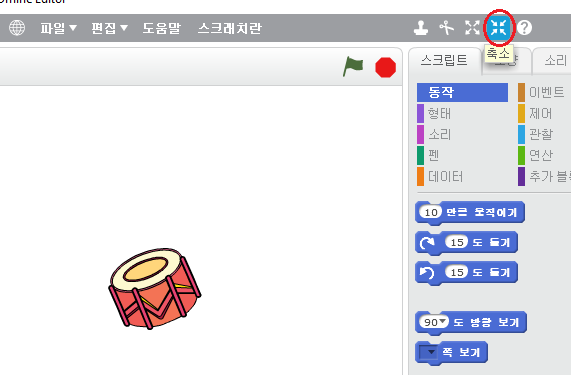 Offline Editor
파일 편집 도움말 스크래치란
축소
스크립트 소리
동작 이벤트
형태 제어
소리 관찰
펜 연산
데이터 추가 블록
10 만큼 움직이기
15 도 돌기
15 도 돌기
90 도 방향 보기
쪽 보기